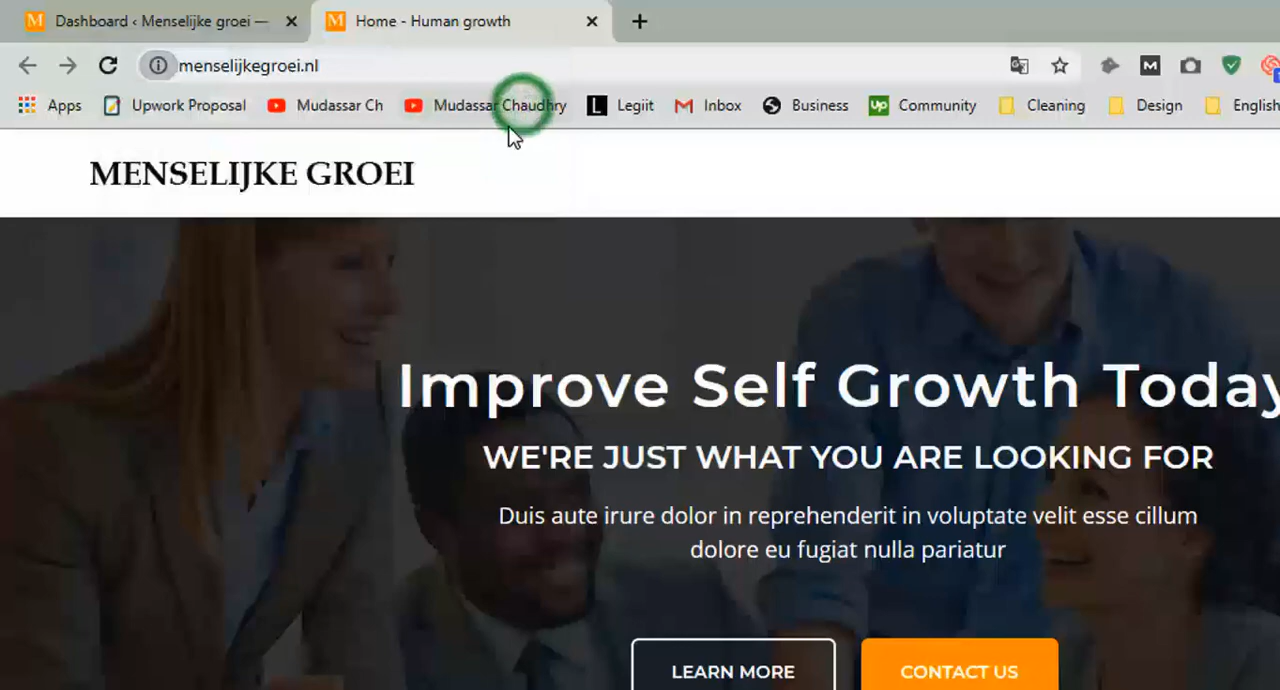 Dashboard ‹ Menselijke groei —
Home - Human growth
menselijkegroei.nl
Apps Upwork Proposal Mudassar Ch Mudassar Chaudhry Legiit Inbox Business Community Cleaning Design English
MENSELIJKE GROEI
Improve Self Growth Today
WE'RE JUST WHAT YOU ARE LOOKING FOR
Duis aute irure dolor in reprehenderit in voluptate velit esse cillum
dolore eu fugiat nulla pariatur
LEARN MORE CONTACT US